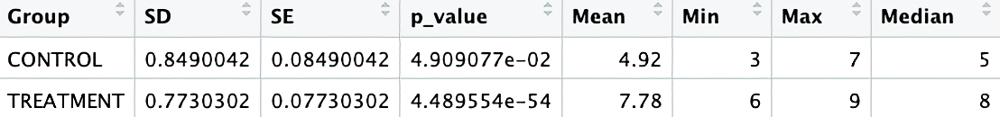 Group SD SE p_value Mean Min Max Median
CONTROL 0.8490042 0.08490042 4.909077e-02 4.92 3 7 5
TREATMENT 0.7730302 0.07730302 4.489554e-54 7.78 6 9 8